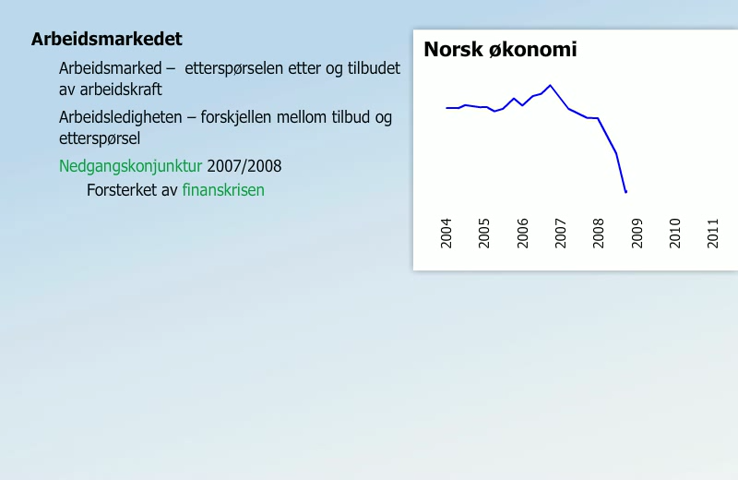 Arbeidsmarkedet
Arbeidsmarked – etterspørselen etter og tilbudet
av arbeidskraft
Arbeidsledigheten – forskjellen mellom tilbud og
etterspørsel
Nedgangskonjunktur 2007/2008
Forsterket av finanskrisen
Norsk økonomi
2004
2005
2006
2007
2008
2009
2010
2011